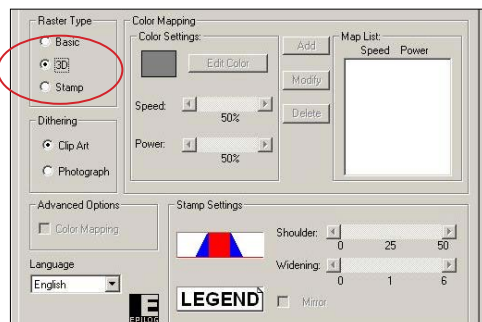 Raster Type
Basic
3D
Stamp
Dithering
Clip Art
Photograph
Color Mapping
Color Settings:
Edit Color
Speed:
50%
Power:
50%
Add
Modify
Delete
Map List:
Speed Power
Advanced Options
Color Mapping
Language
English
EPILOG
Stamp Settings
LEGEND
Shoulder:
0 25 50
Widening:
0 1 6
Mirror